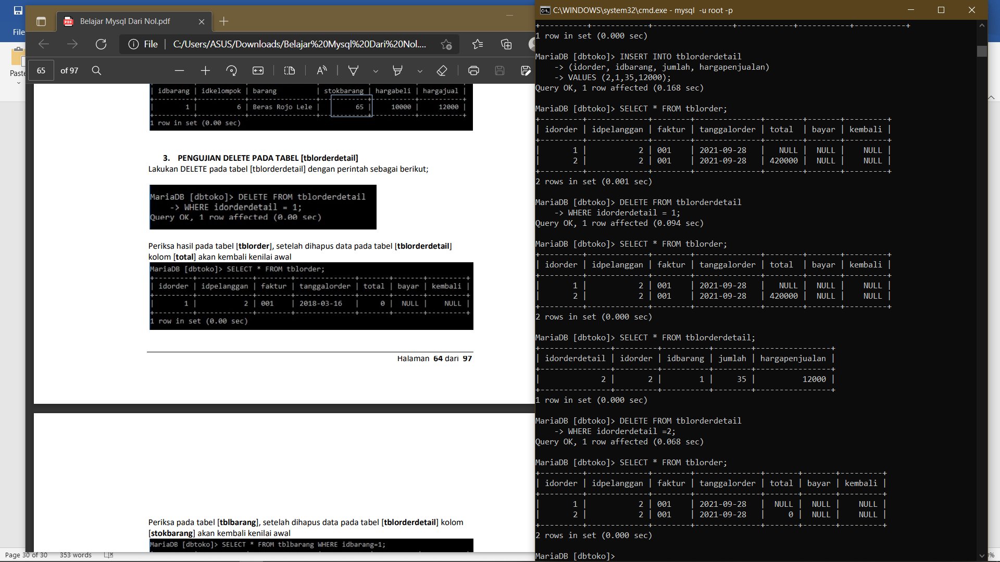 File
Paste
Belajar Mysql Dari Nol.pdf
File | C:/Users/ASUS/Downloads/Belajar%20Mysql%20Dari%20Nol....
65 of 97
| idbarang | idkelompok | barang | stokbarang | hargabeli | hargajual |
+----------+------------+------------------+------------+-----------+-----------+
| 1 | 6 | Beras Rojo Lele | 65 | 10000 | 12000 |
+----------+------------+------------------+------------+-----------+-----------+
1 row in set (0.00 sec)
3. PENGUJIAN DELETE PADA TABEL [tblorderdetail]
Lakukan DELETE pada tabel [tblorderdetail] dengan perintah sebagai berikut;
MariaDB [dbtoko]> DELETE FROM tblorderdetail
-> WHERE idorderdetail = 1;
Query OK, 1 row affected (0.00 sec)
Periksa hasil pada tabel [tblorder], setelah dihapus data pada tabel [tblorderdetail]
kolom [total] akan kembali kenilai awal
MariaDB [dbtoko]> SELECT * FROM tblorder;
+---------+-------------+--------+--------------+-------+-------+---------+
| idorder | idpelanggan | faktur | tanggalorder | total | bayar | kembali |
+---------+-------------+--------+--------------+-------+-------+---------+
| 1 | 2 | 001 | 2018-03-16 | 0 | NULL | NULL |
+---------+-------------+--------+--------------+-------+-------+---------+
1 row in set (0.00 sec)
Halaman 64 dari 97
Periksa pada tabel [tblbarang], setelah dihapus data pada tabel [tblorderdetail] kolom
[stokbarang] akan kembali kenilai awal
MariaDB [dbtoko]> SELECT * FROM tblbarang WHERE idbarang=1;
Page 30 of 30 353 words
C:\WINDOWS\system32\cmd.exe - mysql -u root -p
+----------+------------+-----------------+------------+-----------+-----------+
1 row in set (0.000 sec)
MariaDB [dbtoko]> INSERT INTO tblorderdetail
-> (idorder, idbarang, jumlah, hargapenjualan)
-> VALUES (2,1,35,12000);
Query OK, 1 row affected (0.168 sec)
MariaDB [dbtoko]> SELECT * FROM tblorder;
+---------+-------------+--------+--------------+--------+-------+---------+
| idorder | idpelanggan | faktur | tanggalorder | total | bayar | kembali |
+---------+-------------+--------+--------------+--------+-------+---------+
| 1 | 2 | 001 | 2021-09-28 | NULL | NULL | NULL |
| 2 | 2 | 001 | 2021-09-28 | 420000 | NULL | NULL |
+---------+-------------+--------+--------------+--------+-------+---------+
2 rows in set (0.001 sec)
MariaDB [dbtoko]> DELETE FROM tblorderdetail
-> WHERE idorderdetail = 1;
Query OK, 1 row affected (0.094 sec)
MariaDB [dbtoko]> SELECT * FROM tblorder;
+---------+-------------+--------+--------------+--------+-------+---------+
| idorder | idpelanggan | faktur | tanggalorder | total | bayar | kembali |
+---------+-------------+--------+--------------+--------+-------+---------+
| 1 | 2 | 001 | 2021-09-28 | NULL | NULL | NULL |
| 2 | 2 | 001 | 2021-09-28 | 420000 | NULL | NULL |
+---------+-------------+--------+--------------+--------+-------+---------+
2 rows in set (0.000 sec)
MariaDB [dbtoko]> SELECT * FROM tblorderdetail;
+---------------+---------+----------+--------+----------------+
| idorderdetail | idorder | idbarang | jumlah | hargapenjualan |
+---------------+---------+----------+--------+----------------+
| 2 | 2 | 1 | 35 | 12000 |
+---------------+---------+----------+--------+----------------+
1 row in set (0.000 sec)
MariaDB [dbtoko]> DELETE FROM tblorderdetail
-> WHERE idorderdetail =2;
Query OK, 1 row affected (0.068 sec)
MariaDB [dbtoko]> SELECT * FROM tblorder;
+---------+-------------+--------+--------------+-------+-------+---------+
| idorder | idpelanggan | faktur | tanggalorder | total | bayar | kembali |
+---------+-------------+--------+--------------+-------+-------+---------+
| 1 | 2 | 001 | 2021-09-28 | NULL | NULL | NULL |
| 2 | 2 | 001 | 2021-09-28 | 0 | NULL | NULL |
+---------+-------------+--------+--------------+-------+-------+---------+
2 rows in set (0.000 sec)
MariaDB [dbtoko]>